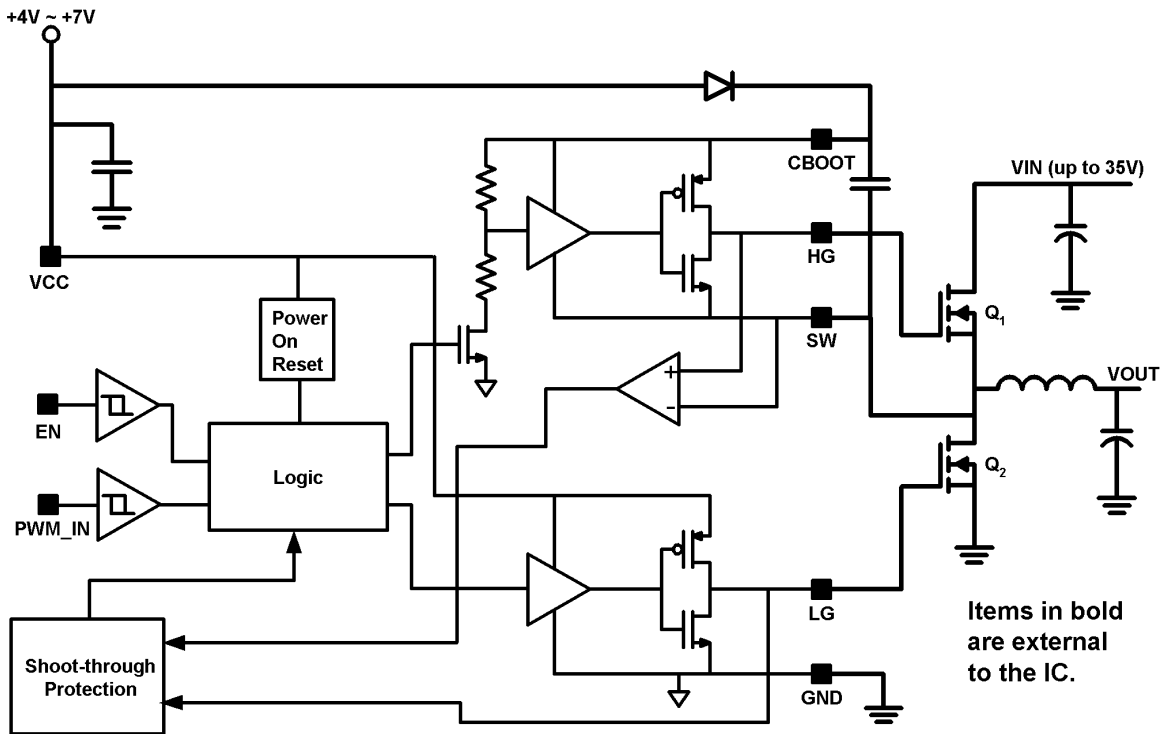 +4V ~ +7V
CBOOT
VIN (up to 35V)
VCC
HG
Power
On
Reset
SW
Q1
+
−
VOUT
EN
Logic
Q2
PWM_IN
LG
Items in bold
are external
to the IC.
Shoot-through
Protection
GND